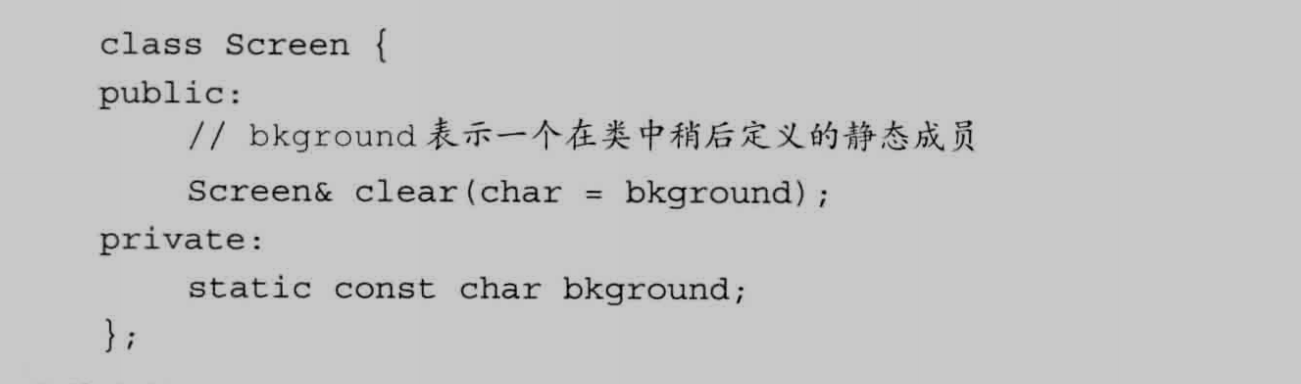 class Screen {
public:
// bkground 表示一个在类中稍后定义的静态成员
Screen& clear(char = bkground);
private:
static const char bkground;
};